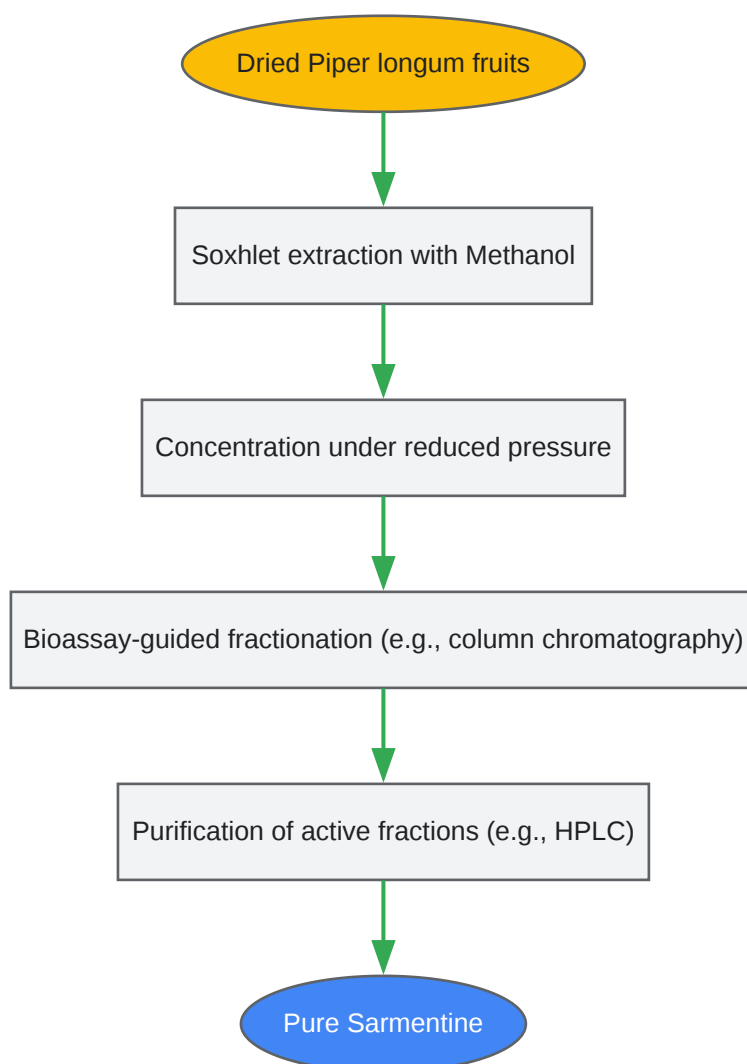 Dried Piper longum fruits
Soxhlet extraction with Methanol
Concentration under reduced pressure
Bioassay-guided fractionation (e.g., column chromatography)
Purification of active fractions (e.g., HPLC)
Pure Sarmentine